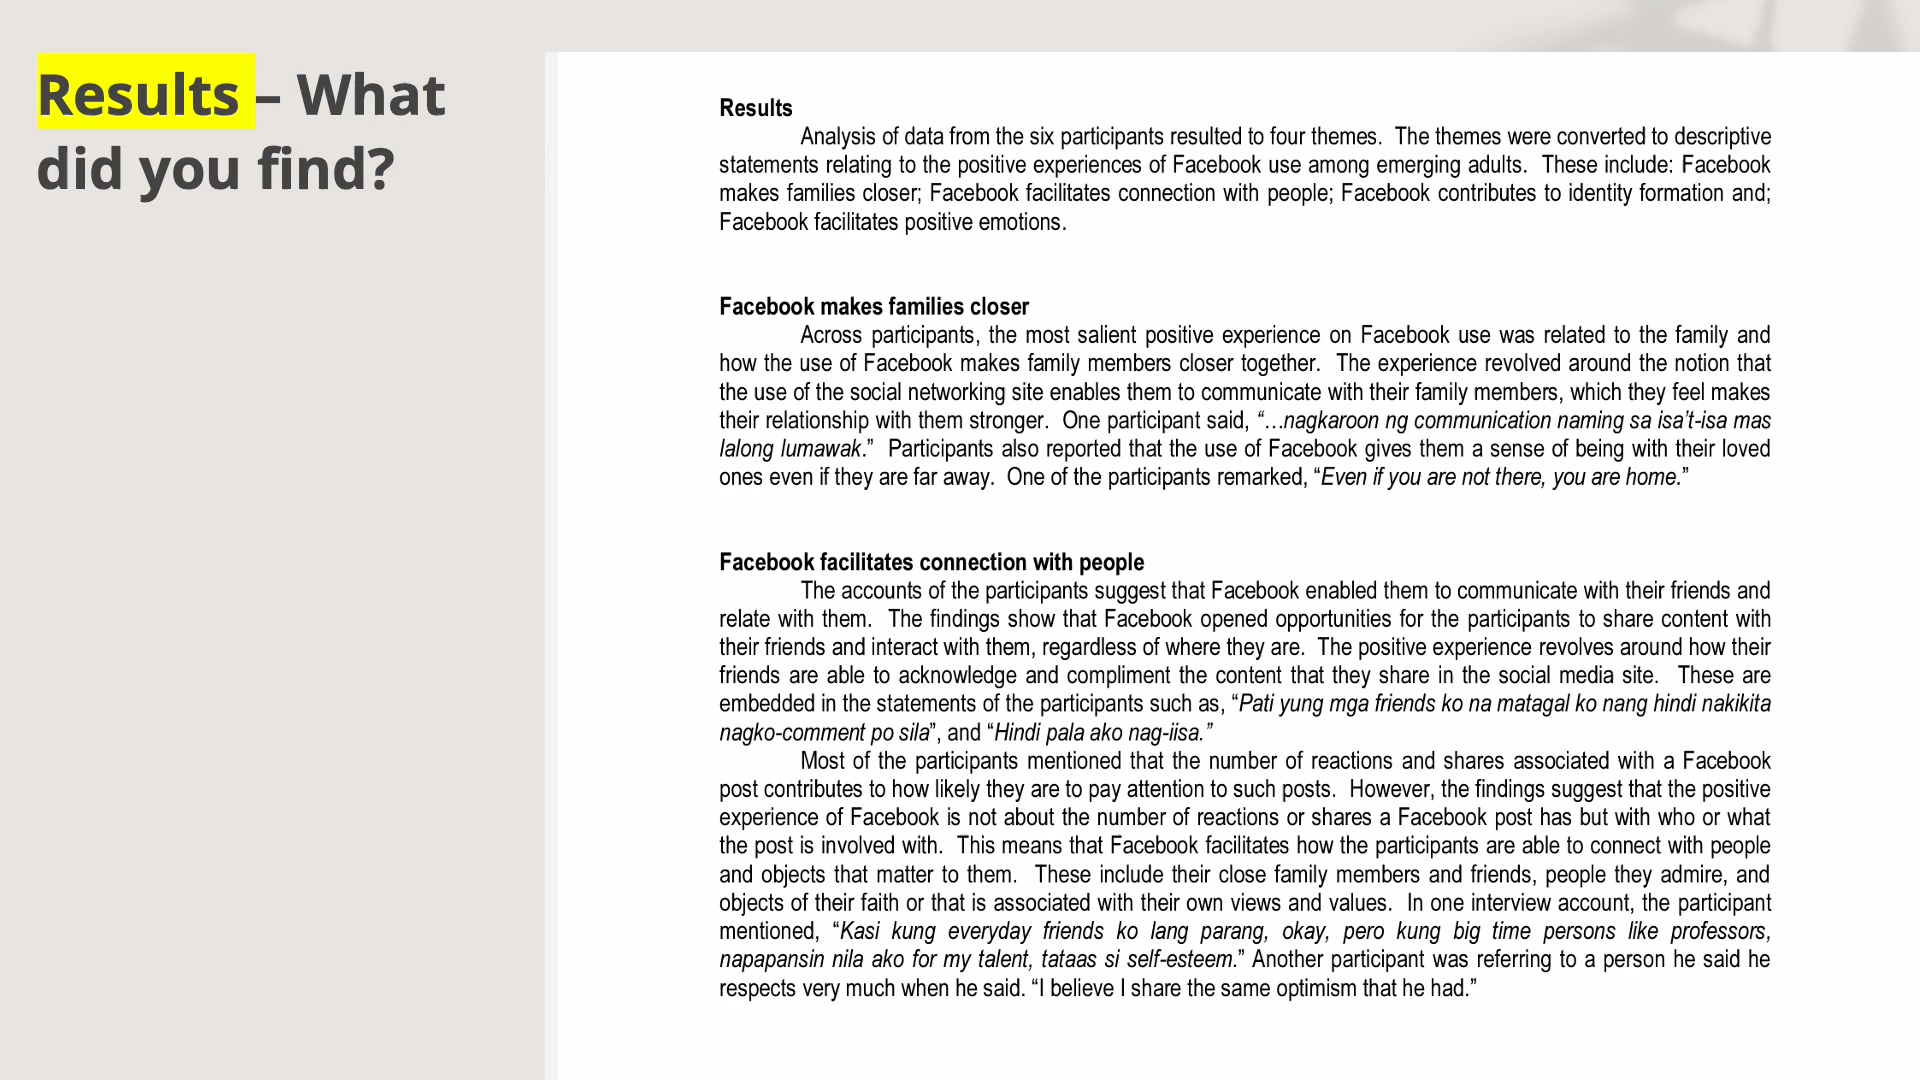 Results – What
did you find?
Results
Analysis of data from the six participants resulted to four themes. The themes were converted to descriptive
statements relating to the positive experiences of Facebook use among emerging adults. These include: Facebook
makes families closer; Facebook facilitates connection with people; Facebook contributes to identity formation and;
Facebook facilitates positive emotions.
Facebook makes families closer
Across participants, the most salient positive experience on Facebook use was related to the family and
how the use of Facebook makes family members closer together. The experience revolved around the notion that
the use of the social networking site enables them to communicate with their family members, which they feel makes
their relationship with them stronger. One participant said, “…nagkaroon ng communication naming sa isa’t-isa mas
lalong lumawak.” Participants also reported that the use of Facebook gives them a sense of being with their loved
ones even if they are far away. One of the participants remarked, “Even if you are not there, you are home.”
Facebook facilitates connection with people
The accounts of the participants suggest that Facebook enabled them to communicate with their friends and
relate with them. The findings show that Facebook opened opportunities for the participants to share content with
their friends and interact with them, regardless of where they are. The positive experience revolves around how their
friends are able to acknowledge and compliment the content that they share in the social media site. These are
embedded in the statements of the participants such as, “Pati yung mga friends ko na matagal ko nang hindi nakikita
nagko-comment po sila”, and “Hindi pala ako nag-iisa.”
Most of the participants mentioned that the number of reactions and shares associated with a Facebook
post contributes to how likely they are to pay attention to such posts. However, the findings suggest that the positive
experience of Facebook is not about the number of reactions or shares a Facebook post has but with who or what
the post is involved with. This means that Facebook facilitates how the participants are able to connect with people
and objects that matter to them. These include their close family members and friends, people they admire, and
objects of their faith or that is associated with their own views and values. In one interview account, the participant
mentioned, “Kasi kung everyday friends ko lang parang, okay, pero kung big time persons like professors,
napapansin nila ako for my talent, tataas si self-esteem.” Another participant was referring to a person he said he
respects very much when he said. “I believe I share the same optimism that he had.”